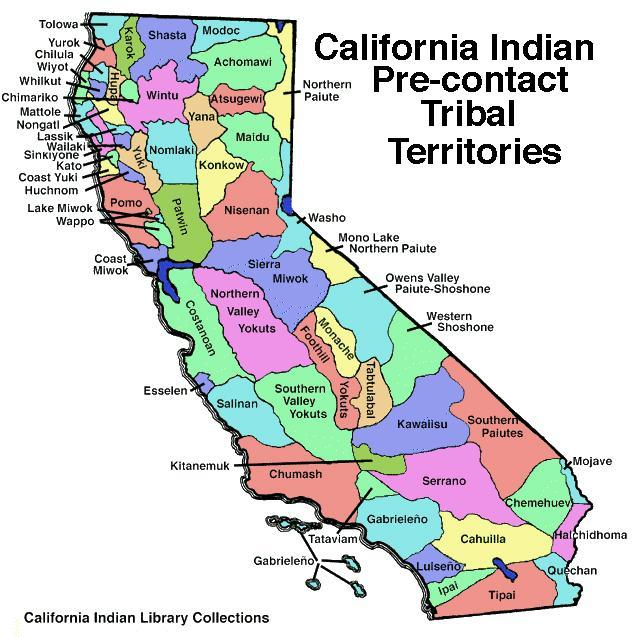 California Indian
Pre-contact
Tribal
Territories
Tolowa
Yurok
Chilula
Wiyot
Whilkut
Chimariko
Mattole
Nongatl
Lassik
Wailaki
Sinkiyone
Kato
Coast Yuki
Huchnom
Lake Miwok
Wappo
Coast
Miwok
Karok
Shasta
Modoc
Achomawi
Hupa
Wintu
Atsugewi
Northern
Paiute
Yana
Maidu
Yuki
Nomlaki
Konkow
Pomo
Patwin
Nisenan
Washo
Mono Lake
Northern Paiute
Sierra
Miwok
Owens Valley
Paiute-Shoshone
Northern
Valley
Yokuts
Costanoan
Western
Shoshone
Foothill
Yokuts
Monache
Tabtulabal
Esselen
Salinan
Southern
Valley
Yokuts
Kawaiisu
Southern
Paiutes
Kitanemuk
Chumash
Serrano
Mojave
Chemehuevi
Tataviam
Gabrieleño
Gabrieleño
Cahuilla
Halchidhoma
Luiseño
Quechan
Ipai
Tipai
California Indian Library Collections